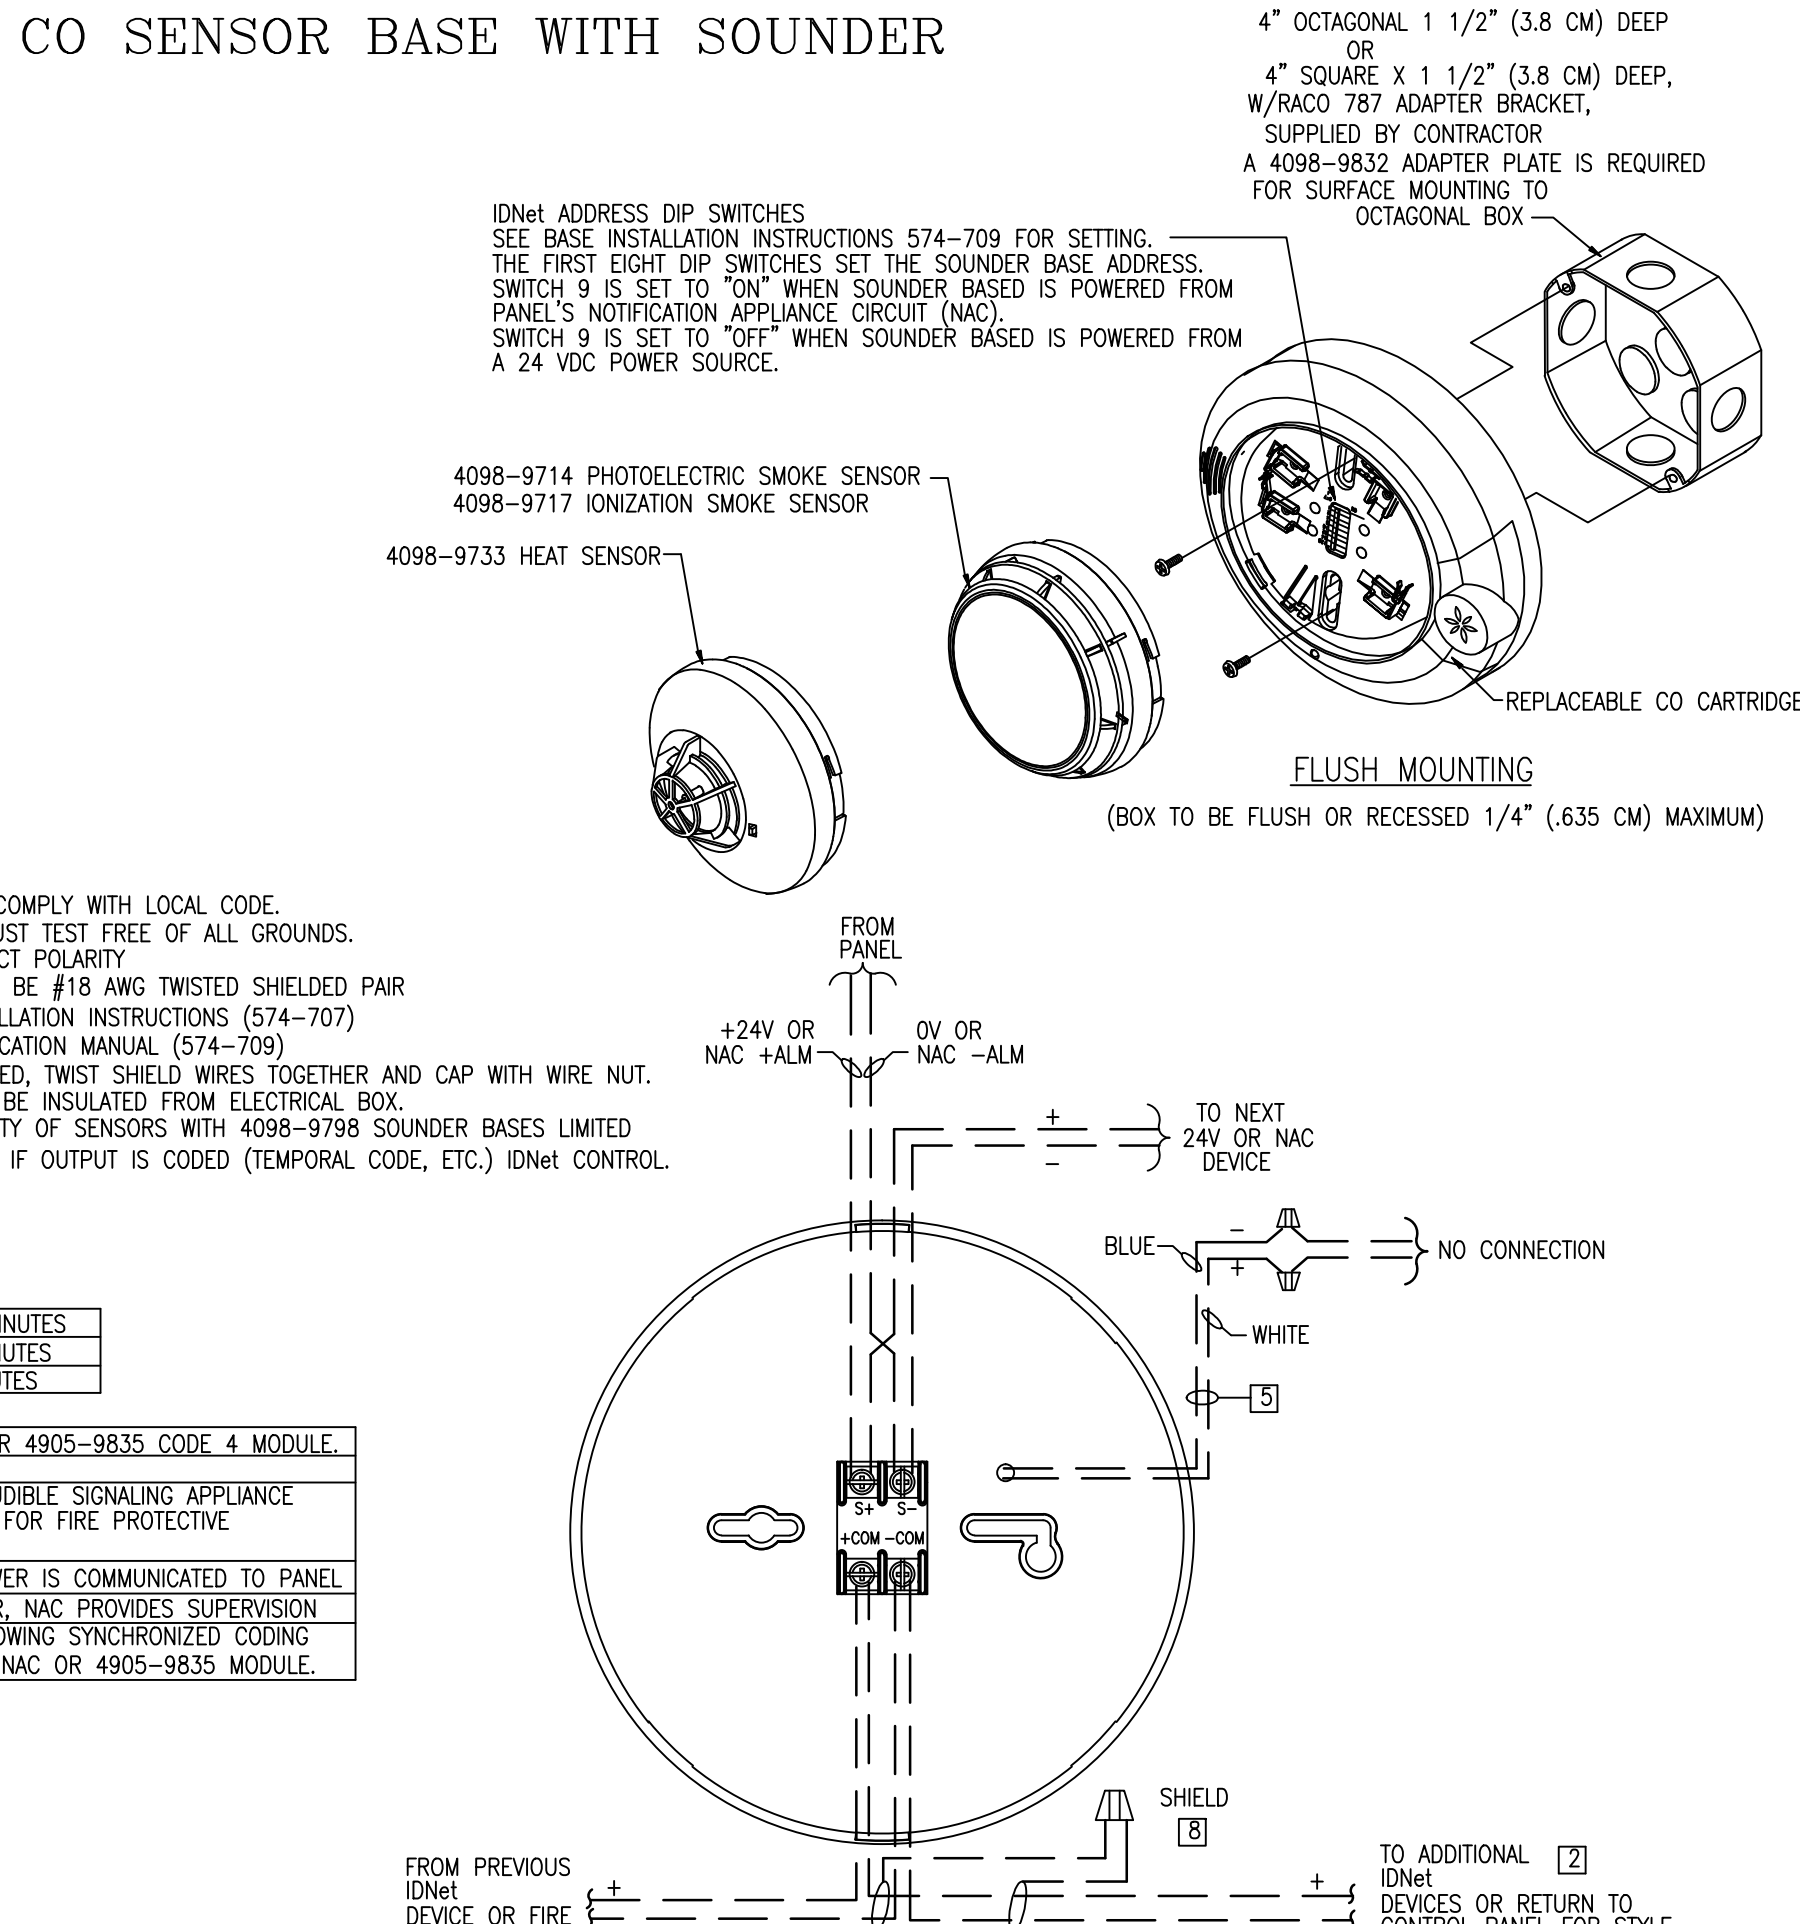 CO SENSOR BASE WITH SOUNDER
4" OCTAGONAL 1 1/2" (3.8 CM) DEEP
OR
4" SQUARE X 1 1/2" (3.8 CM) DEEP,
W/RACO 787 ADAPTER BRACKET,
SUPPLIED BY CONTRACTOR
A 4098-9832 ADAPTER PLATE IS REQUIRED
FOR SURFACE MOUNTING TO
OCTAGONAL BOX
IDNet ADDRESS DIP SWITCHES
SEE BASE INSTALLATION INSTRUCTIONS 574-709 FOR SETTING.
THE FIRST EIGHT DIP SWITCHES SET THE SOUNDER BASE ADDRESS.
SWITCH 9 IS SET TO "ON" WHEN SOUNDER BASED IS POWERED FROM
PANEL'S NOTIFICATION APPLIANCE CIRCUIT (NAC).
SWITCH 9 IS SET TO "OFF" WHEN SOUNDER BASED IS POWERED FROM
A 24 VDC POWER SOURCE.
4098-9714 PHOTOELECTRIC SMOKE SENSOR
4098-9717 IONIZATION SMOKE SENSOR
4098-9733 HEAT SENSOR
REPLACEABLE CO CARTRIDGE
FLUSH MOUNTING
(BOX TO BE FLUSH OR RECESSED 1/4" (.635 CM) MAXIMUM)
COMPLY WITH LOCAL CODE.
UST TEST FREE OF ALL GROUNDS.
CT POLARITY
BE #18 AWG TWISTED SHIELDED PAIR
LLATION INSTRUCTIONS (574-707)
ICATION MANUAL (574-709)
ED, TWIST SHIELD WIRES TOGETHER AND CAP WITH WIRE NUT.
BE INSULATED FROM ELECTRICAL BOX.
TY OF SENSORS WITH 4098-9798 SOUNDER BASES LIMITED
IF OUTPUT IS CODED (TEMPORAL CODE, ETC.) IDNet CONTROL.
FROM
PANEL
+24V OR
NAC +ALM
0V OR
NAC -ALM
+
-
TO NEXT
24V OR NAC
DEVICE
BLUE
-
+
NO CONNECTION
WHITE
5
INUTES
NUTES
UTES
R 4905-9835 CODE 4 MODULE.
UDIBLE SIGNALING APPLIANCE
FOR FIRE PROTECTIVE
WER IS COMMUNICATED TO PANEL
R, NAC PROVIDES SUPERVISION
OWING SYNCHRONIZED CODING
NAC OR 4905-9835 MODULE.
S+ S-
+COM -COM
SHIELD
8
FROM PREVIOUS
IDNet
DEVICE OR FIRE
+
+
TO ADDITIONAL 2
IDNet
DEVICES OR RETURN TO
CONTROL PANEL FOR STYLE